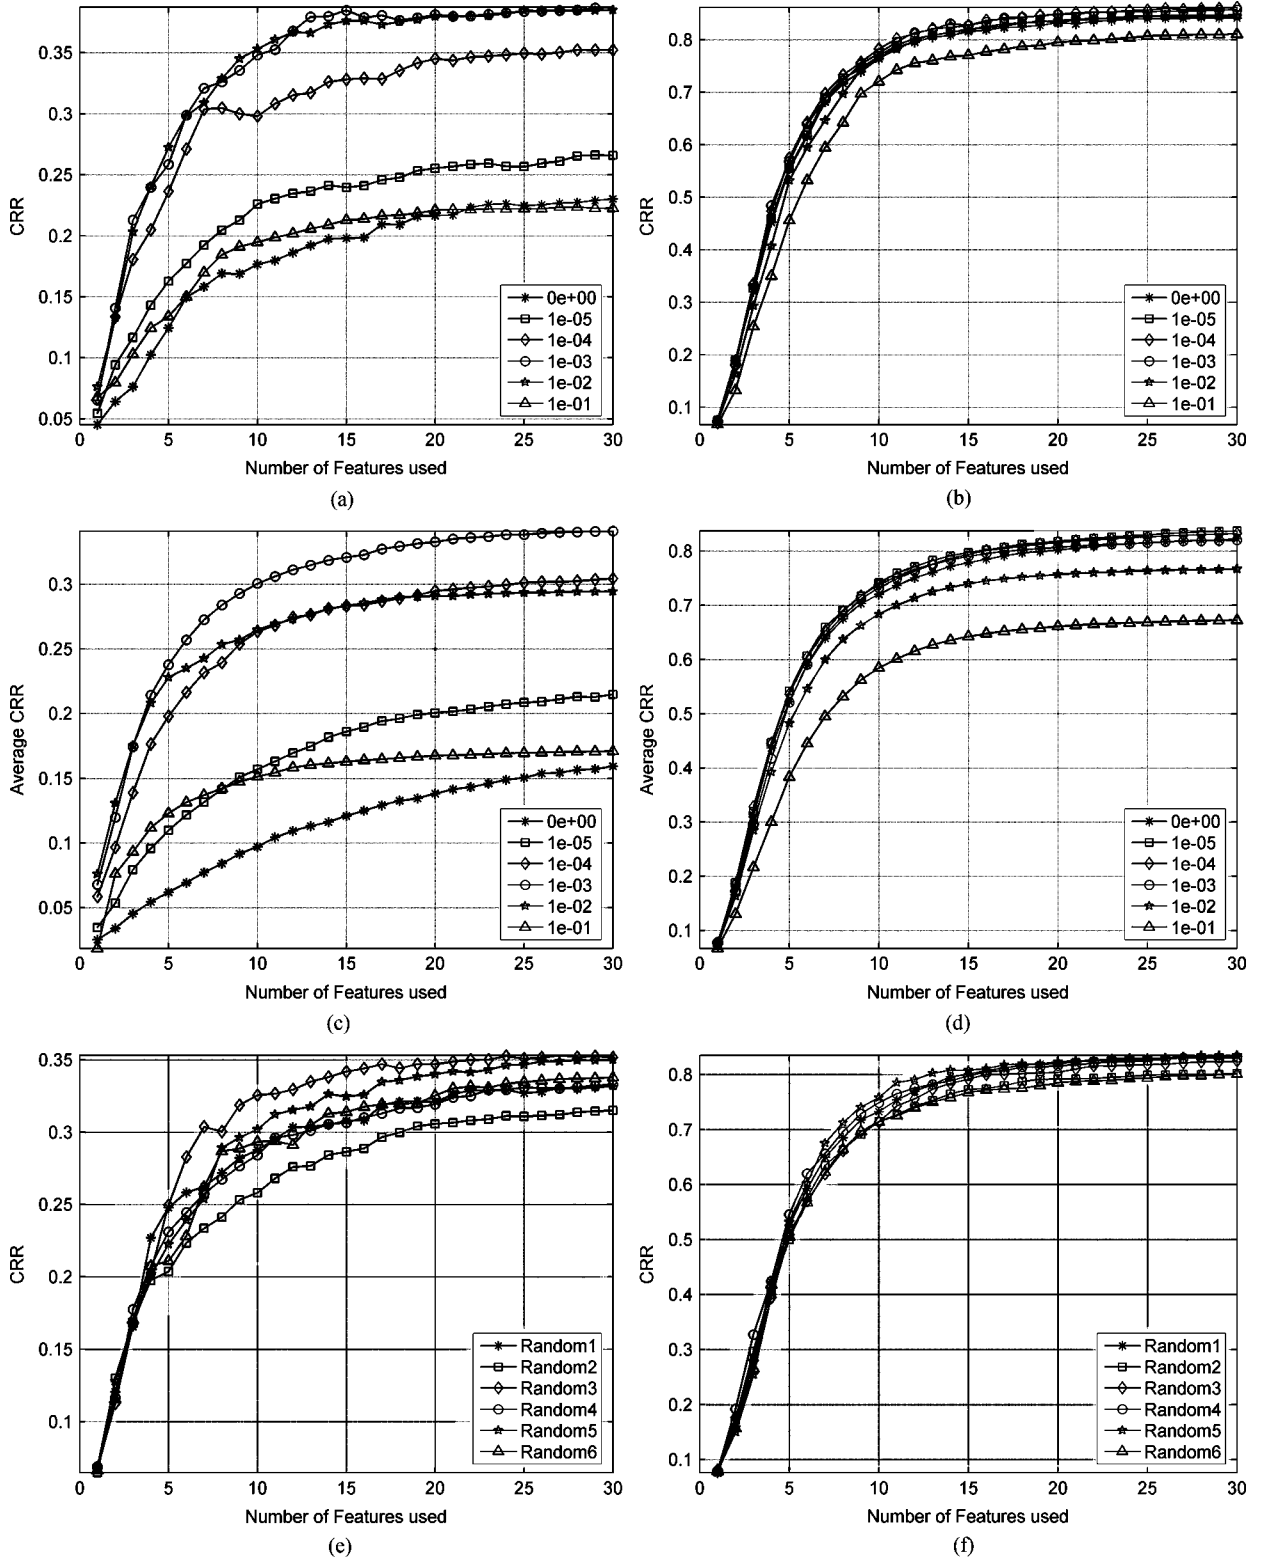 CRR
0.35
0.3
0.25
0.2
0.15
0.1
0.05
0 5 10 15 20 25 30
Number of Features used
0e+00
1e-05
1e-04
1e-03
1e-02
1e-01
(a)
CRR
0.8
0.7
0.6
0.5
0.4
0.3
0.2
0.1
0 5 10 15 20 25 30
Number of Features used
0e+00
1e-05
1e-04
1e-03
1e-02
1e-01
(b)
Average CRR
0.3
0.25
0.2
0.15
0.1
0.05
0 5 10 15 20 25 30
Number of Features used
0e+00
1e-05
1e-04
1e-03
1e-02
1e-01
(c)
Average CRR
0.8
0.7
0.6
0.5
0.4
0.3
0.2
0.1
0 5 10 15 20 25 30
Number of Features used
0e+00
1e-05
1e-04
1e-03
1e-02
1e-01
(d)
CRR
0.35
0.3
0.25
0.2
0.15
0.1
0 5 10 15 20 25 30
Number of Features used
Random1
Random2
Random3
Random4
Random5
Random6
(e)
CRR
0.8
0.7
0.6
0.5
0.4
0.3
0.2
0.1
0 5 10 15 20 25 30
Number of Features used
Random1
Random2
Random3
Random4
Random5
Random6
(f)